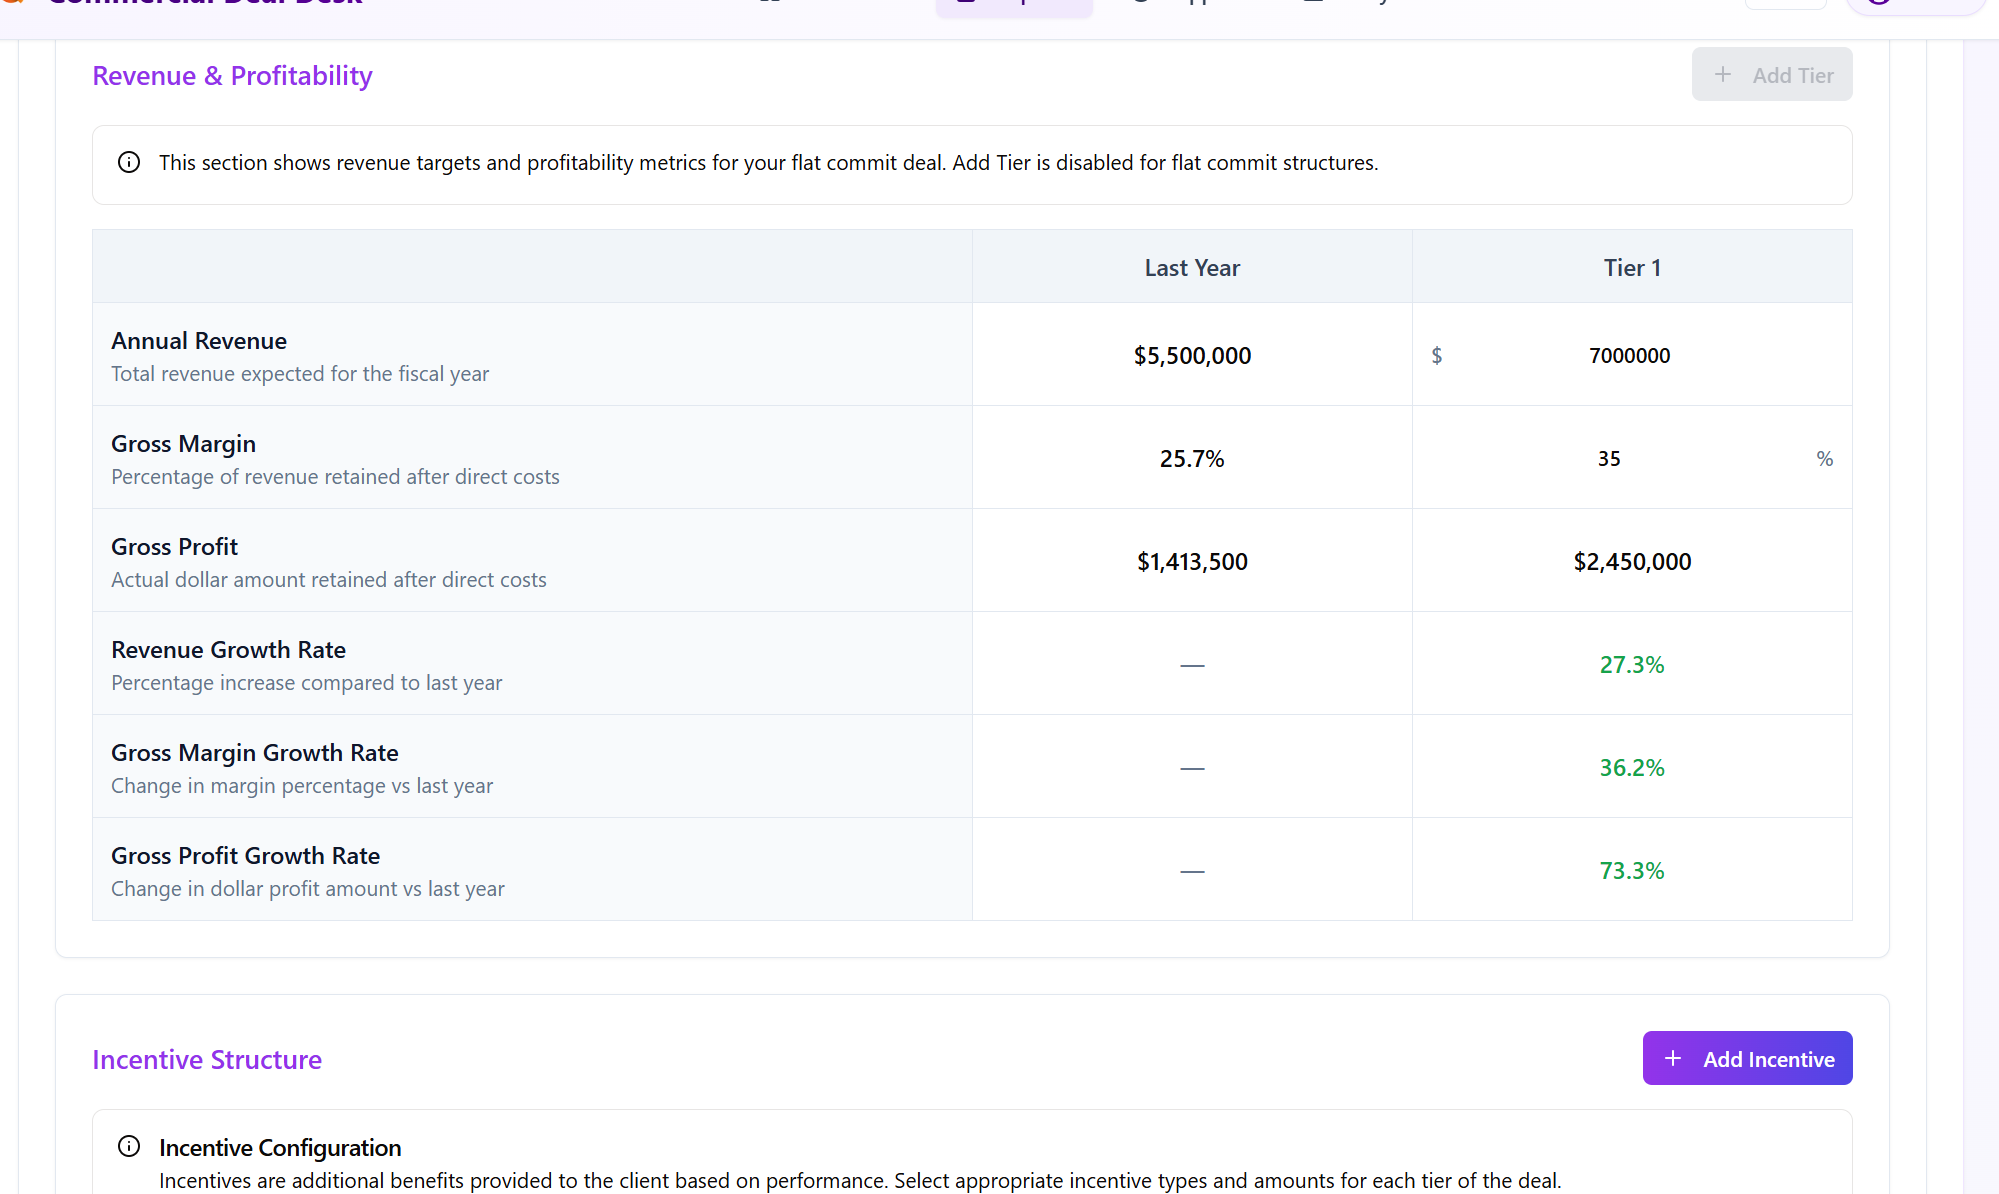 Commercial Deal Desk
Revenue & Profitability
+ Add Tier
This section shows revenue targets and profitability metrics for your flat commit deal. Add Tier is disabled for flat commit structures.
Last Year Tier 1
Annual Revenue
Total revenue expected for the fiscal year
$5,500,000 $ 7000000
Gross Margin
Percentage of revenue retained after direct costs
25.7% 35 %
Gross Profit
Actual dollar amount retained after direct costs
$1,413,500 $2,450,000
Revenue Growth Rate
Percentage increase compared to last year
— 27.3%
Gross Margin Growth Rate
Change in margin percentage vs last year
— 36.2%
Gross Profit Growth Rate
Change in dollar profit amount vs last year
— 73.3%
Incentive Structure
+ Add Incentive
Incentive Configuration
Incentives are additional benefits provided to the client based on performance. Select appropriate incentive types and amounts for each tier of the deal.